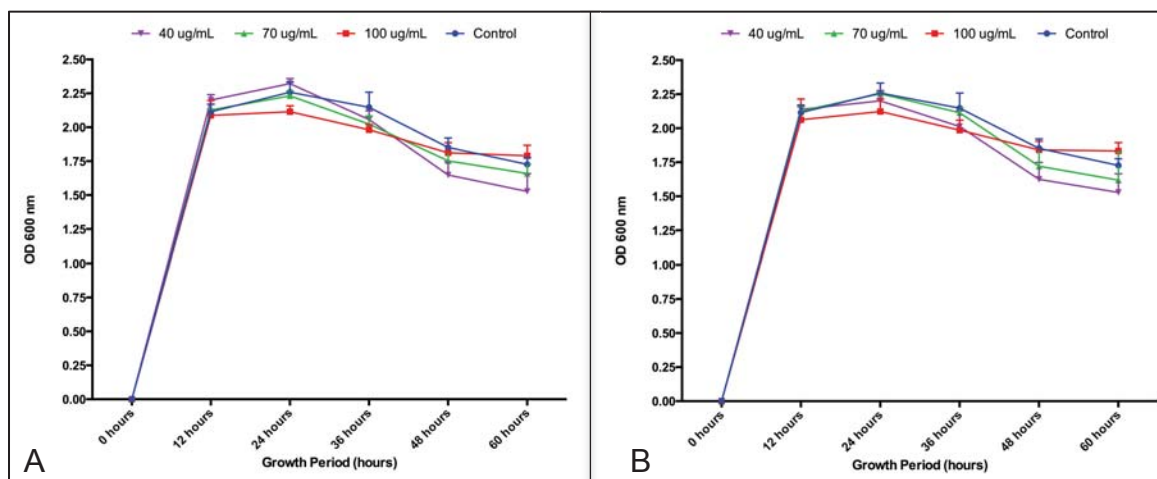 40 ug/mL 70 ug/mL 100 ug/mL Control
2.50
2.25
2.00
1.75
1.50
1.25
1.00
0.75
0.50
0.25
0.00
OD 600 nm
0 hours
12 hours
24 hours
36 hours
48 hours
60 hours
Growth Period (hours)
A
40 ug/mL 70 ug/mL 100 ug/mL Control
2.50
2.25
2.00
1.75
1.50
1.25
1.00
0.75
0.50
0.25
0.00
OD 600 nm
0 hours
12 hours
24 hours
36 hours
48 hours
60 hours
Growth Period (hours)
B